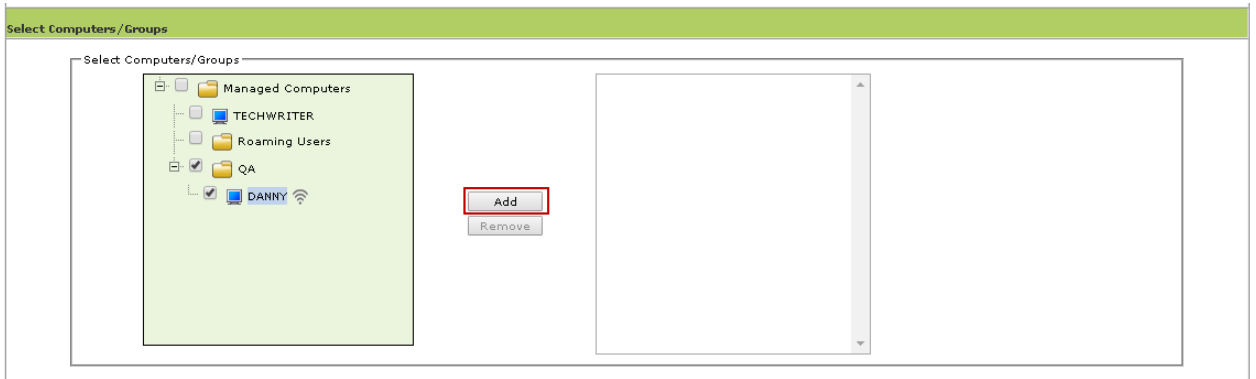 Select Computers/Groups
Select Computers/Groups
Managed Computers
TECHWRITER
Roaming Users
QA
DANNY
Add
Remove